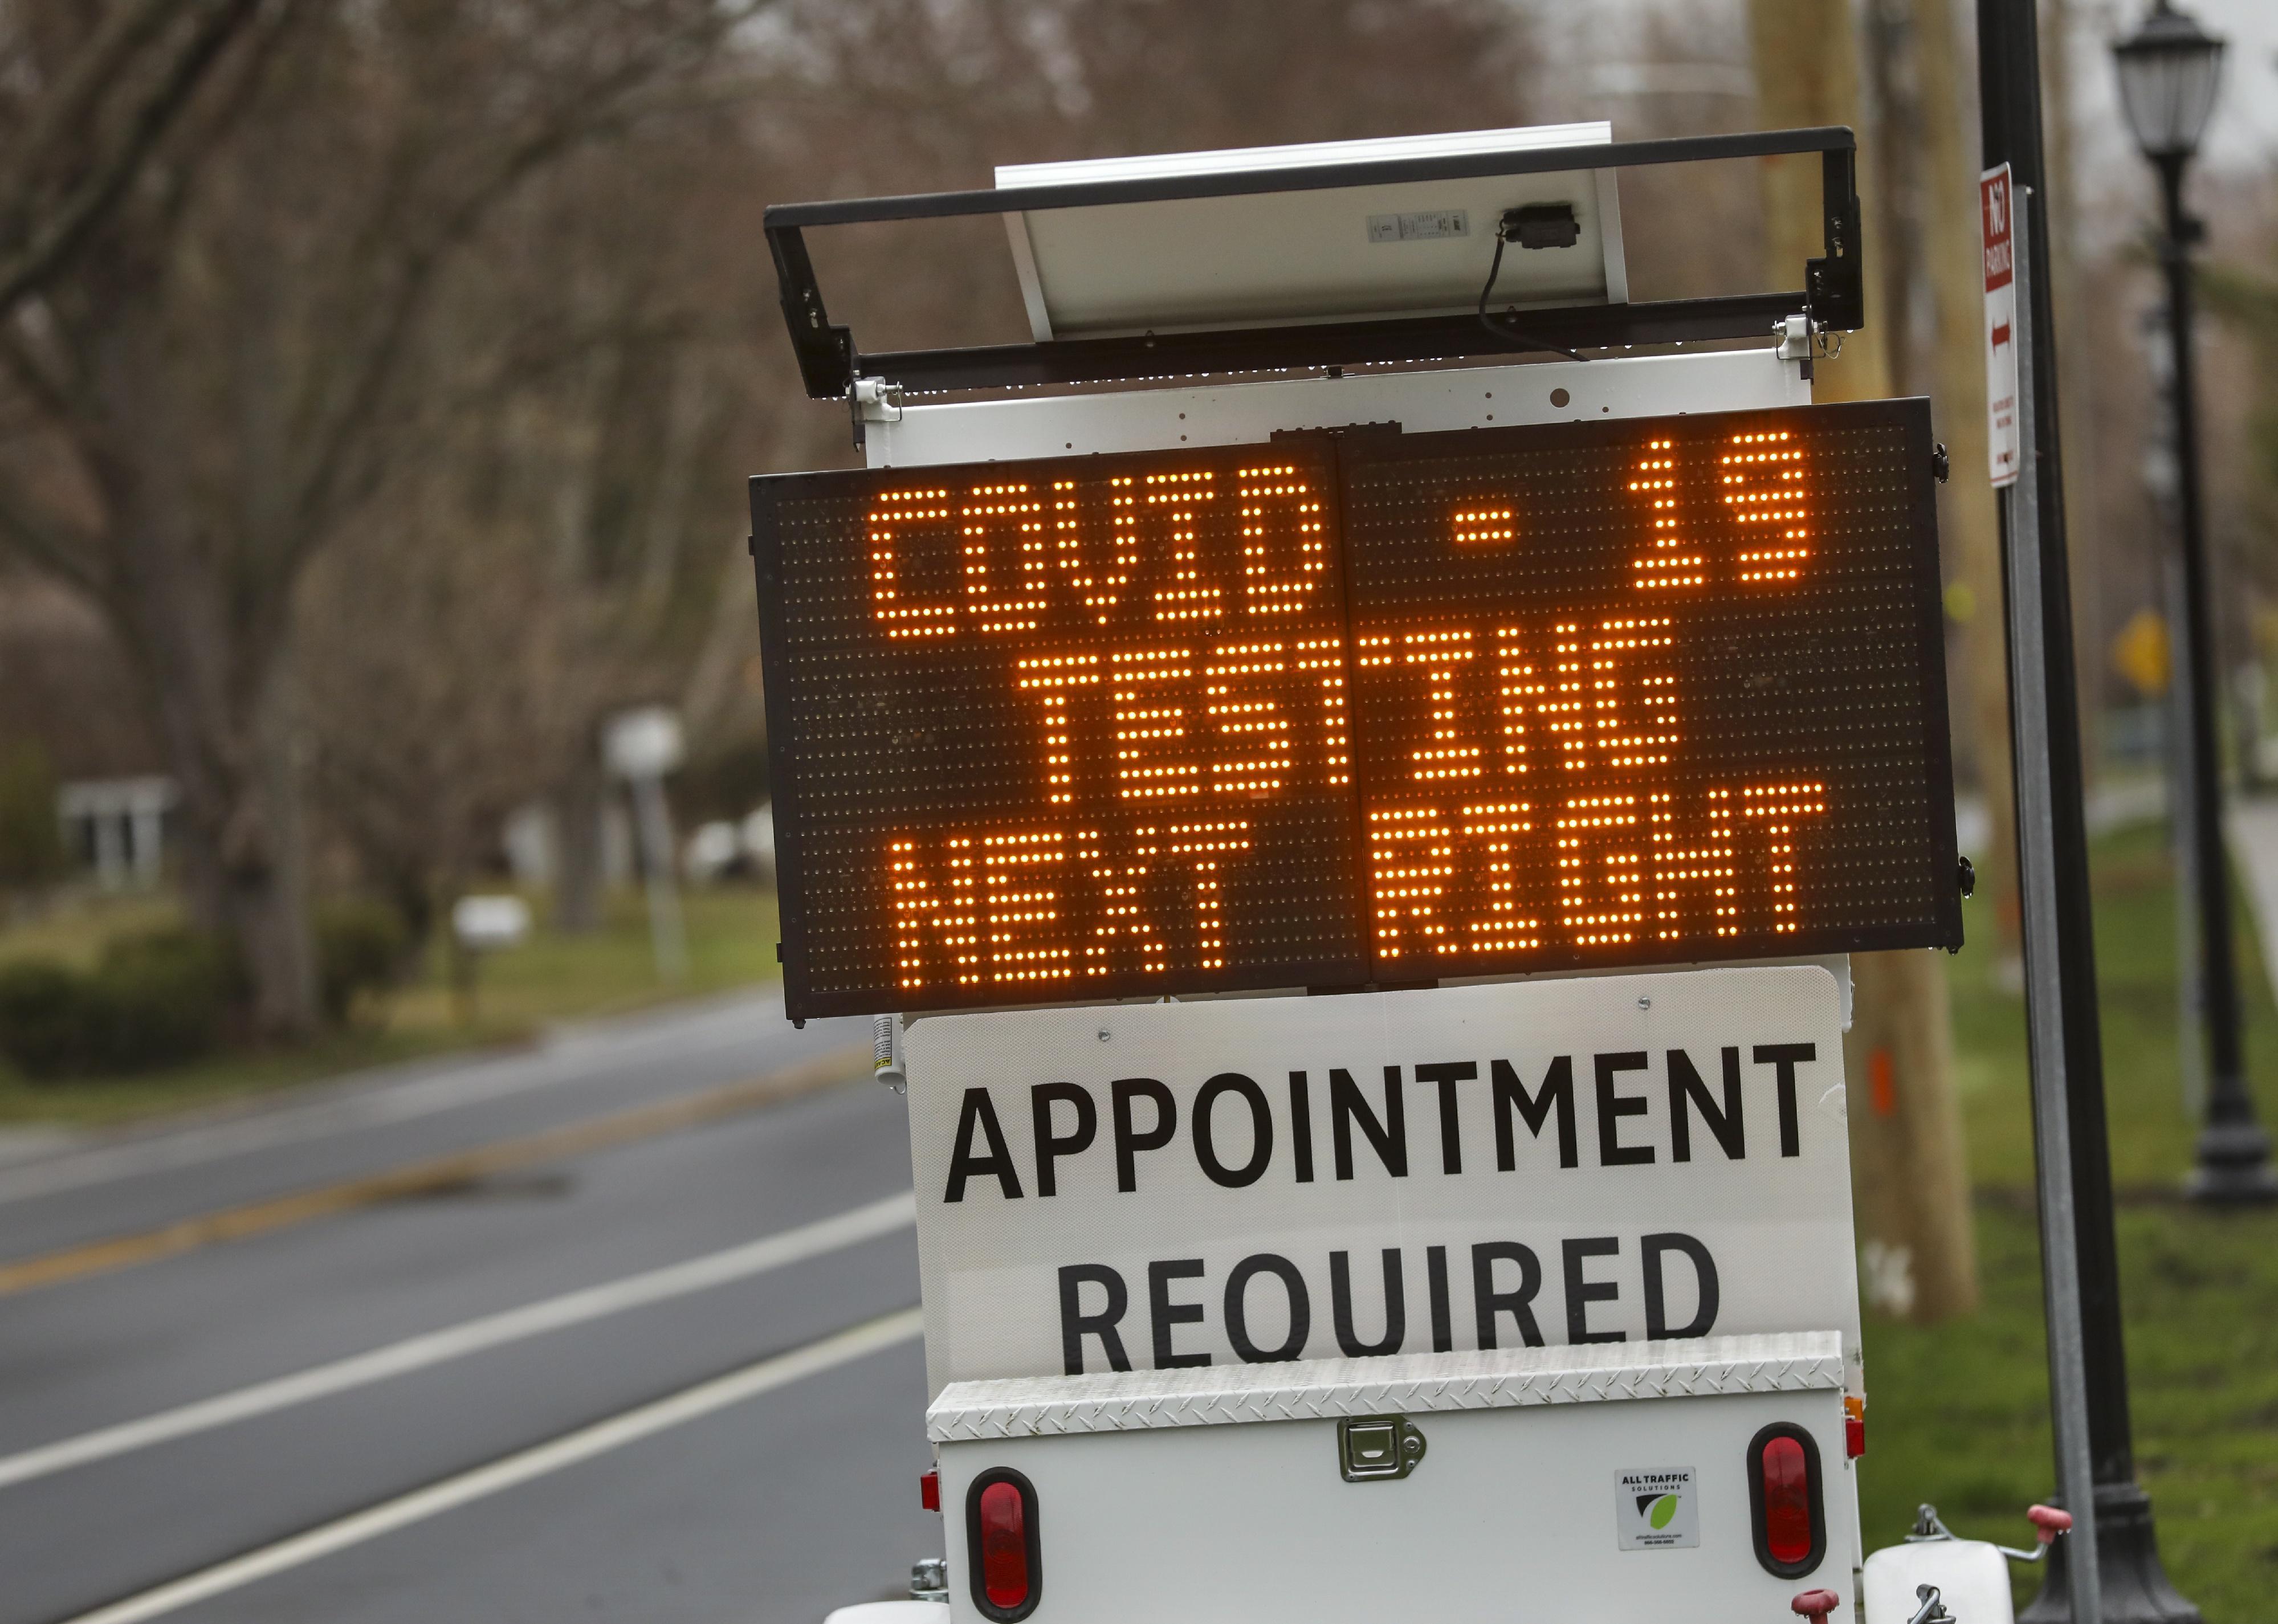 COVID - 19
TESTING
NEXT RIGHT
APPOINTMENT
REQUIRED
NO
PARKING
ALL TRAFFIC
SOLUTIONS